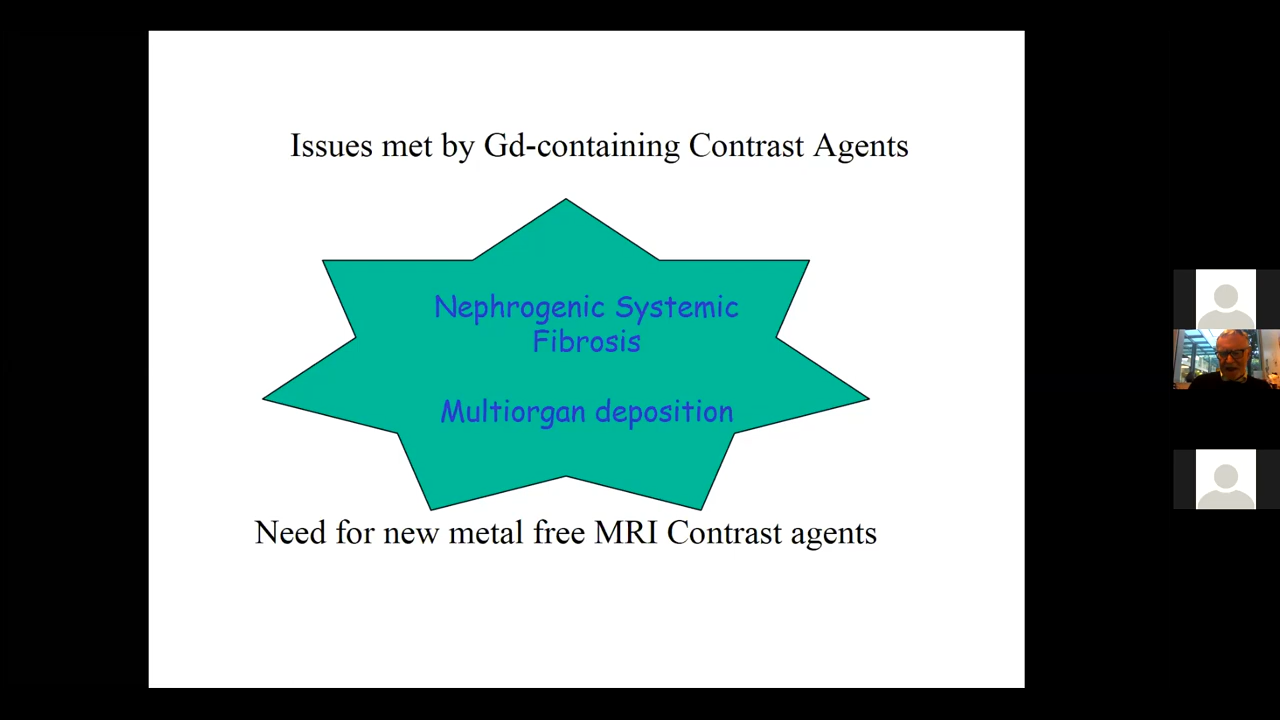 Issues met by Gd-containing Contrast Agents
Nephrogenic Systemic
Fibrosis
Multiorgan deposition
Need for new metal free MRI Contrast agents